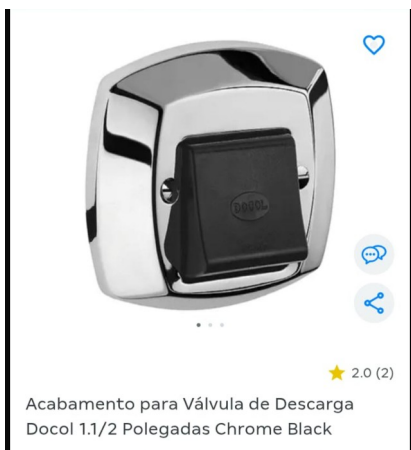 DOCOL
2.0 (2)
Acabamento para Válvula de Descarga
Docol 1.1/2 Polegadas Chrome Black